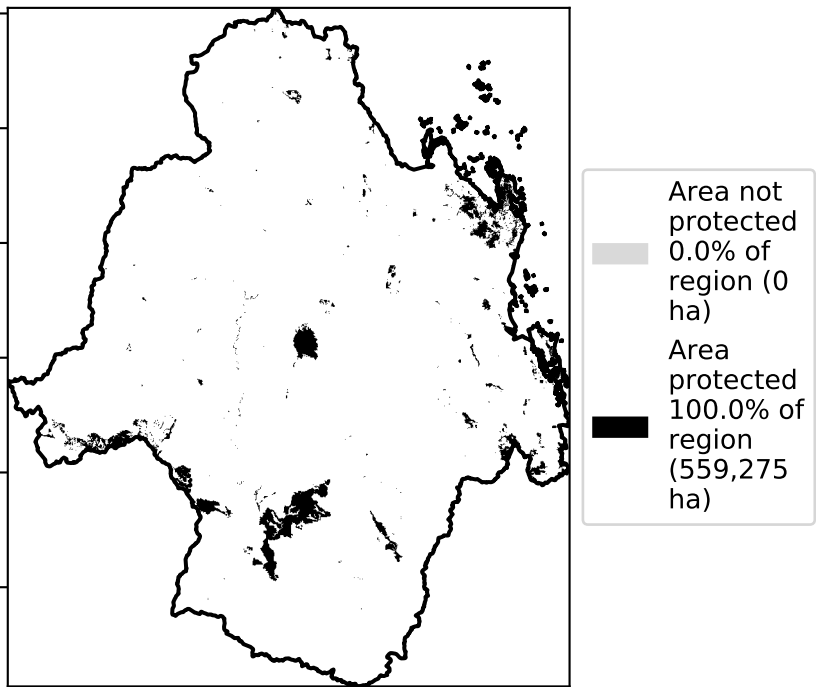 Area not
protected
0.0% of
region (0
ha)
Area
protected
100.0% of
region
(559,275
ha)